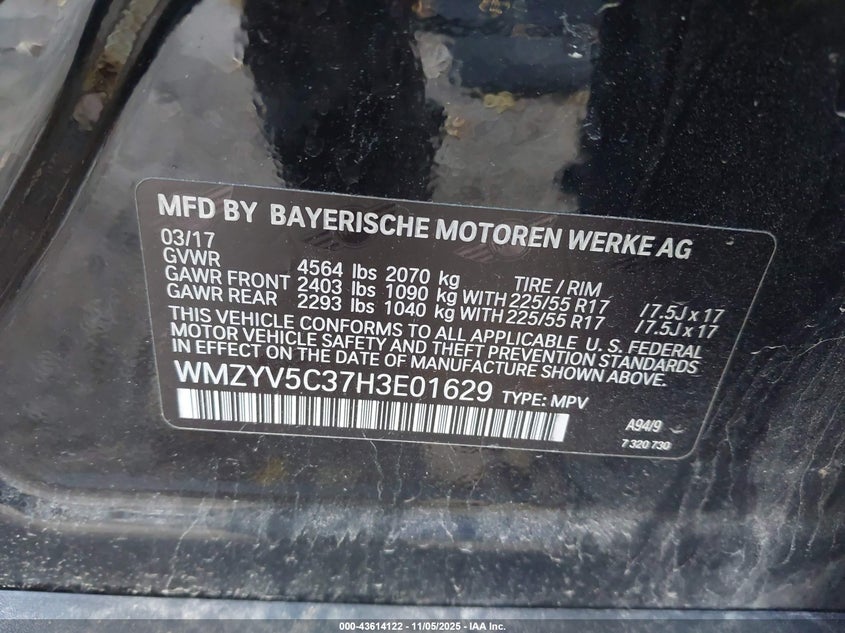 MFD BY BAYERISCHE MOTOREN WERKE AG
03/17
GVWR 4564 lbs 2070 kg TIRE / RIM
GAWR FRONT 2403 lbs 1090 kg WITH 225/55 R17 /7.5J x 17
GAWR REAR 2293 lbs 1040 kg WITH 225/55 R17 /7.5J x 17
THIS VEHICLE CONFORMS TO ALL APPLICABLE U. S. FEDERAL
MOTOR VEHICLE SAFETY AND THEFT PREVENTION STANDARDS
IN EFFECT ON THE DATE OF MANUFACTURE SHOWN ABOVE.
WMZYV5C37H3E01629 TYPE: MPV
A94/9
7 320 730
000-43614122 - 11/05/2025 - IAA Inc.